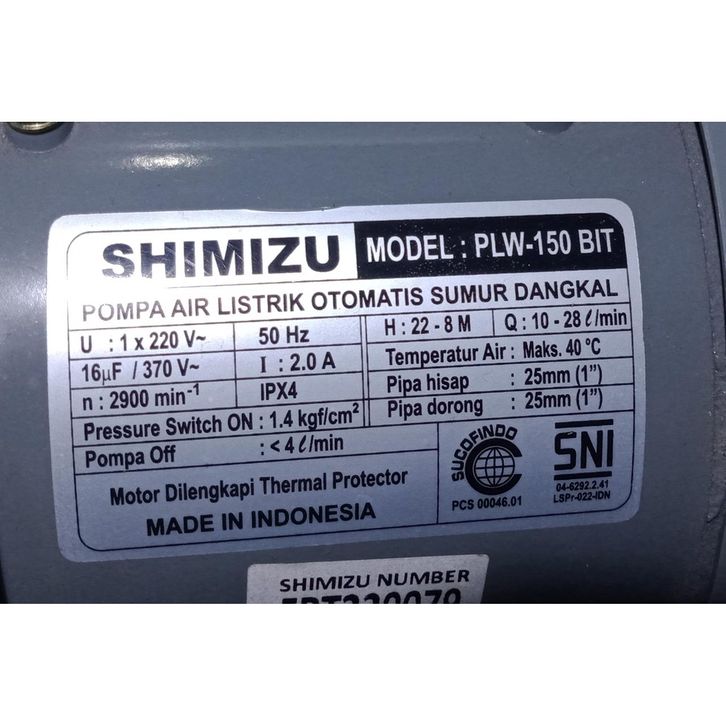 SHIMIZU MODEL : PLW-150 BIT
POMPA AIR LISTRIK OTOMATIS SUMUR DANGKAL
U : 1 x 220 V~ 50 Hz H : 22 - 8 M Q : 10 - 28 ℓ/min
16µF / 370 V~ I : 2.0 A Temperatur Air : Maks. 40 °C
n : 2900 min⁻¹ IPX4 Pipa hisap : 25mm (1")
Pressure Switch ON : 1.4 kgf/cm² Pipa dorong : 25mm (1")
Pompa Off : < 4 ℓ/min
Motor Dilengkapi Thermal Protector
MADE IN INDONESIA
SUCOFINDO
PCS 00046.01
SNI
04-6292.2.41
LSPr-022-IDN
SHIMIZU NUMBER